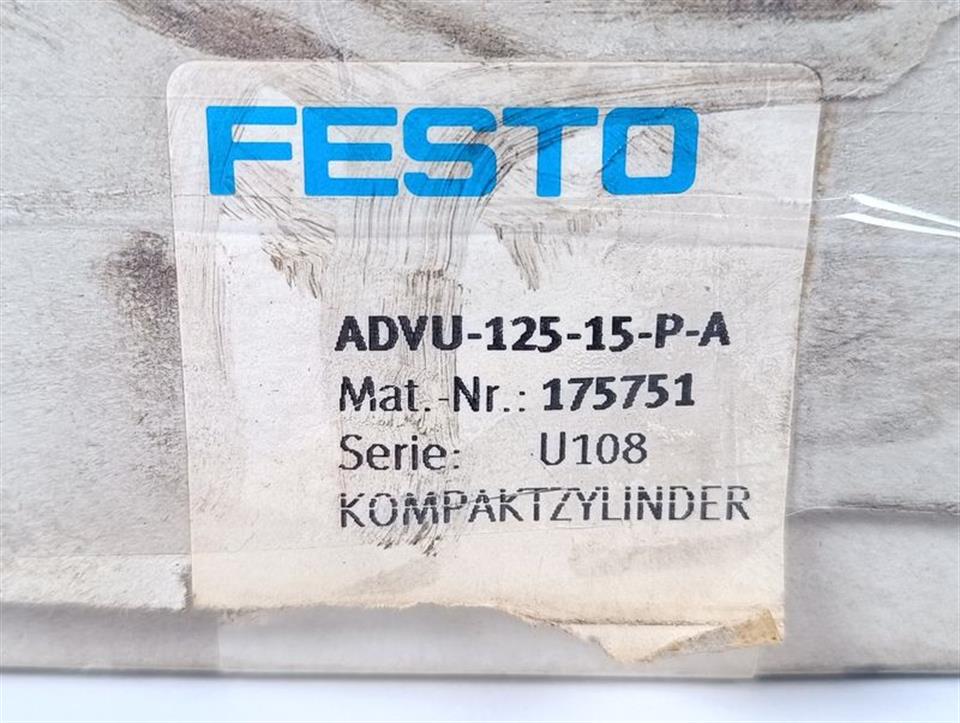 FESTO
ADVU-125-15-P-A
Mat.-Nr.: 175751
Serie: U108
KOMPAKTZYLINDER